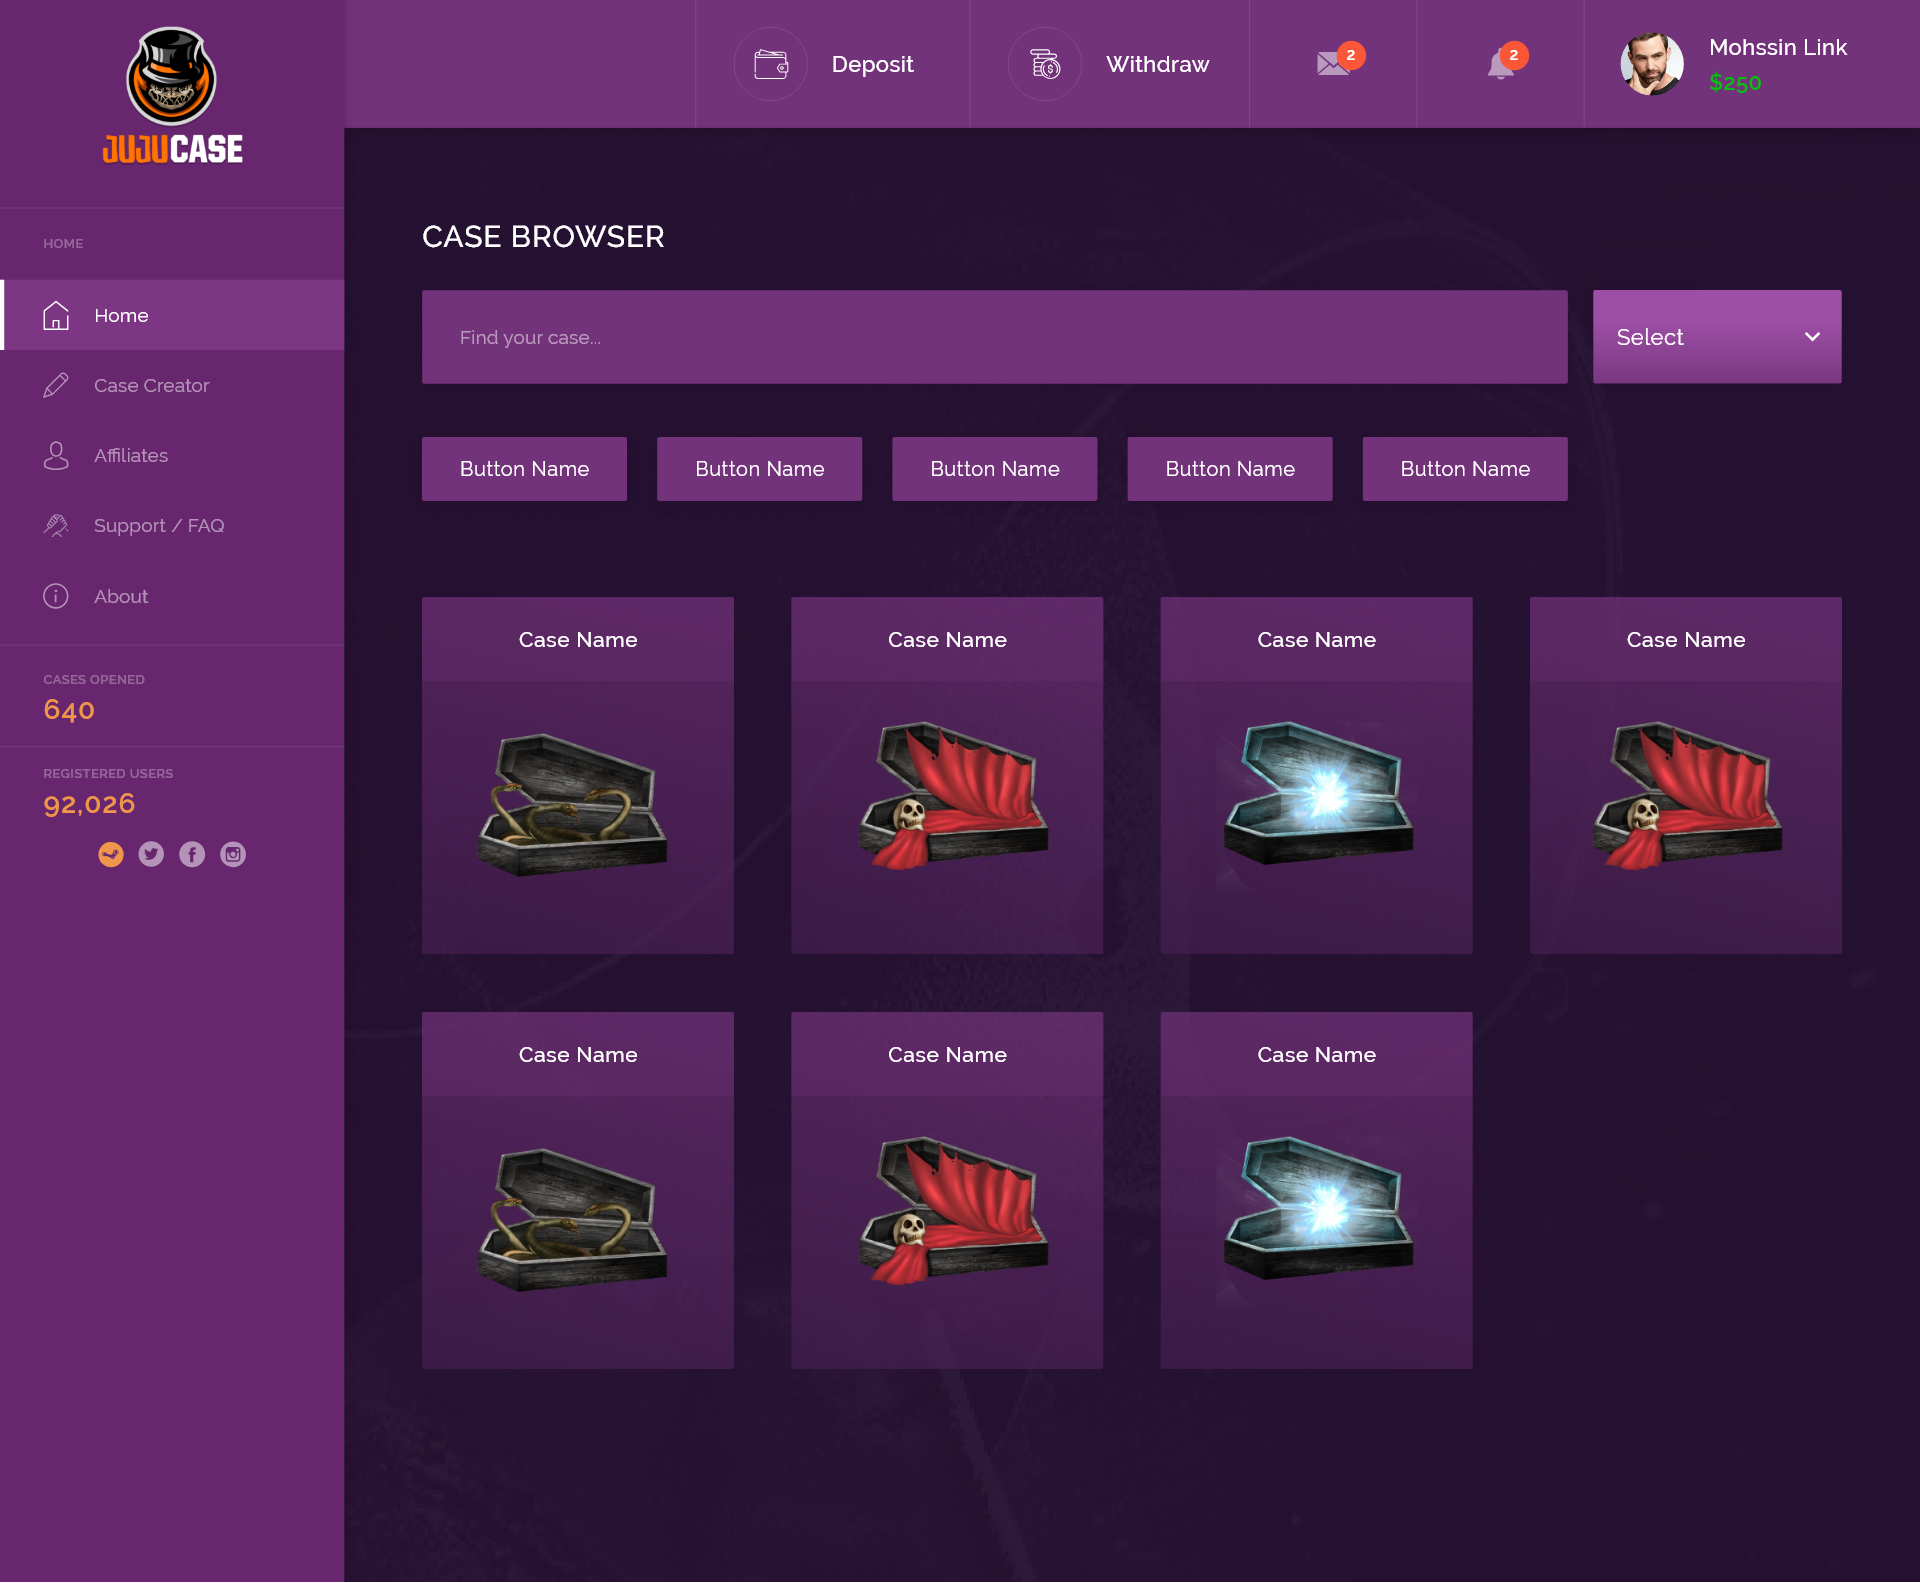 JUJUCASE
Deposit
Withdraw
2
2
Mohssin Link
$250
HOME
Home
Case Creator
Affiliates
Support / FAQ
About
CASES OPENED
640
REGISTERED USERS
92,026
CASE BROWSER
Find your case...
Select
Button Name
Button Name
Button Name
Button Name
Button Name
Case Name
Case Name
Case Name
Case Name
Case Name
Case Name
Case Name